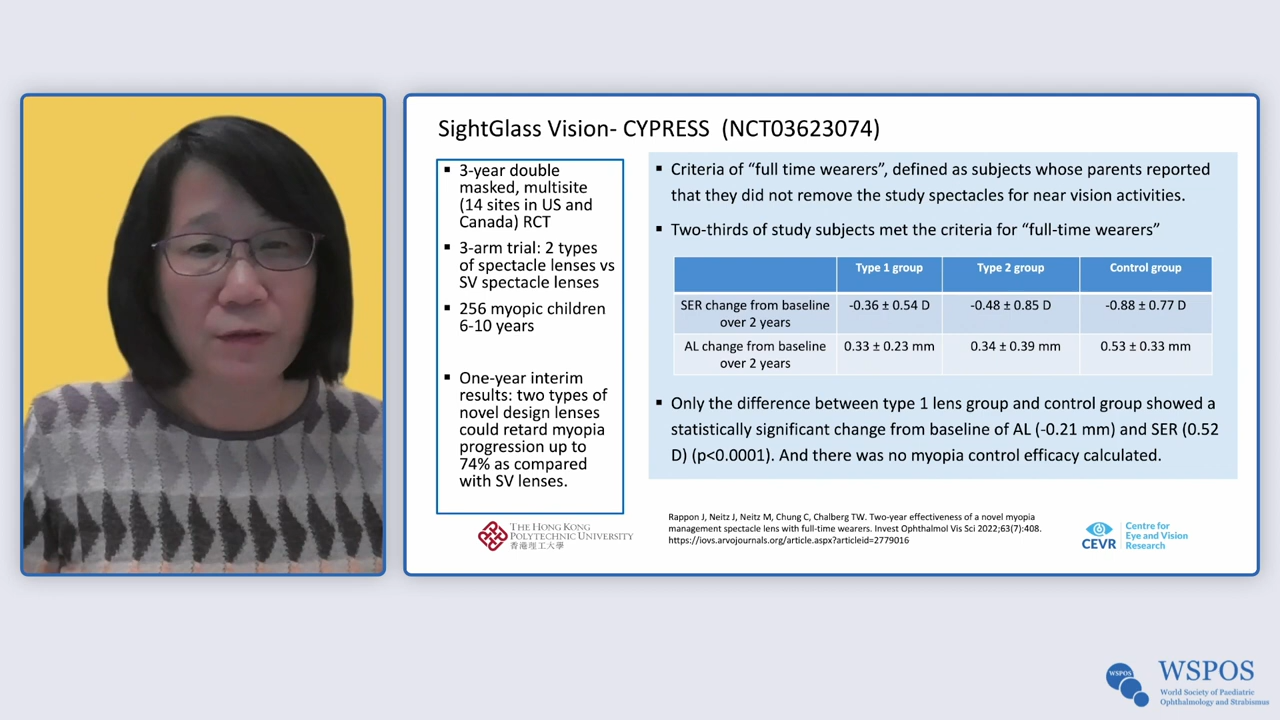 SightGlass Vision- CYPRESS (NCT03623074)
▪ 3-year double
masked, multisite
(14 sites in US and
Canada) RCT
▪ 3-arm trial: 2 types
of spectacle lenses vs
SV spectacle lenses
▪ 256 myopic children
6-10 years
▪ One-year interim
results: two types of
novel design lenses
could retard myopia
progression up to
74% as compared
with SV lenses.
▪ Criteria of “full time wearers”, defined as subjects whose parents reported
that they did not remove the study spectacles for near vision activities.
▪ Two-thirds of study subjects met the criteria for “full-time wearers”
Type 1 group Type 2 group Control group
SER change from baseline
over 2 years
-0.36 ± 0.54 D -0.48 ± 0.85 D -0.88 ± 0.77 D
AL change from baseline
over 2 years
0.33 ± 0.23 mm 0.34 ± 0.39 mm 0.53 ± 0.33 mm
▪ Only the difference between type 1 lens group and control group showed a
statistically significant change from baseline of AL (-0.21 mm) and SER (0.52
D) (p<0.0001). And there was no myopia control efficacy calculated.
THE HONG KONG
POLYTECHNIC UNIVERSITY
香港理工大學
Rappon J, Neitz J, Neitz M, Chung C, Chalberg TW. Two-year effectiveness of a novel myopia
management spectacle lens with full-time wearers. Invest Ophthalmol Vis Sci 2022;63(7):408.
https://iovs.arvojournals.org/article.aspx?articleid=2779016
CEVR
Centre for
Eye and Vision
Research
WSPOS
WSPOS
World Society of Paediatric
Ophthalmology and Strabismus